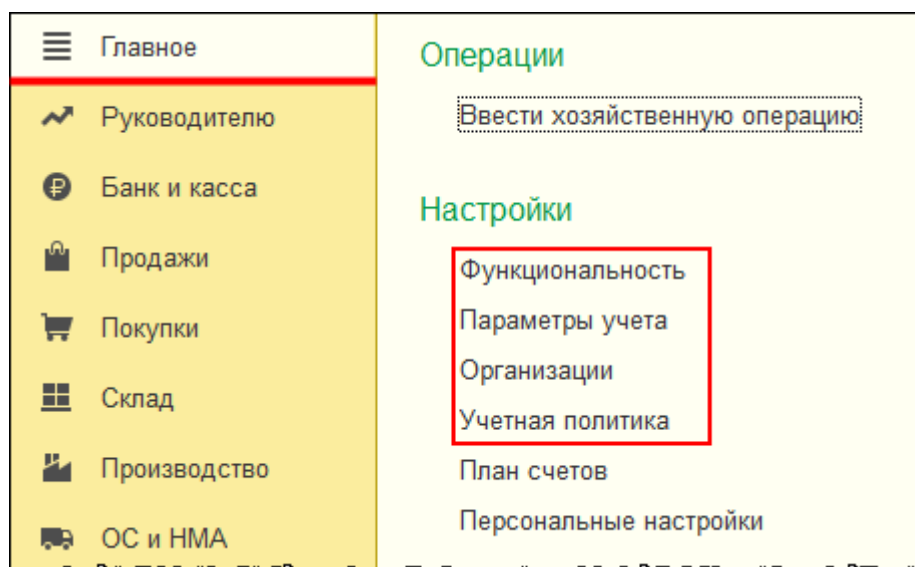 Главное
Руководителю
Банк и касса
Продажи
Покупки
Склад
Производство
ОС и НМА
Операции
Ввести хозяйственную операцию
Настройки
Функциональность
Параметры учета
Организации
Учетная политика
План счетов
Персональные настройки